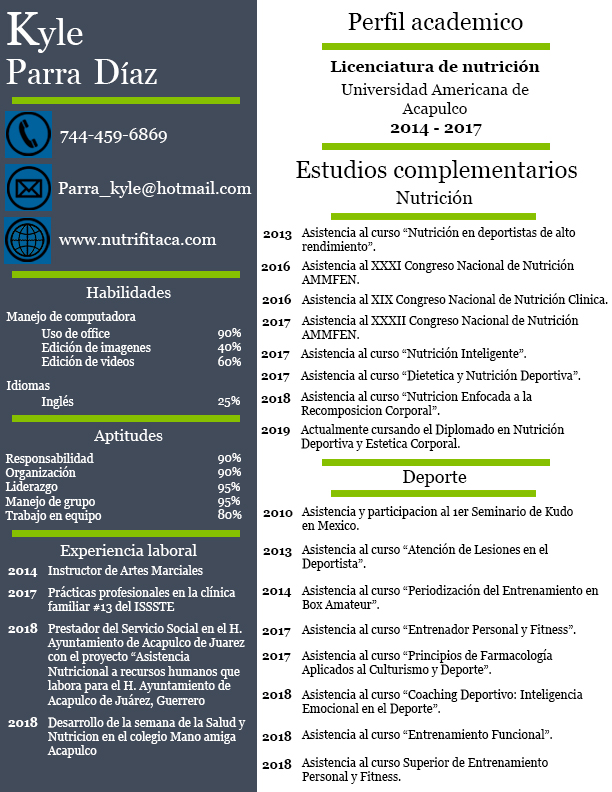 Kyle
Parra Díaz
744-459-6869
Parra_kyle@hotmail.com
www.nutrifitaca.com
Habilidades
Manejo de computadora
Uso de office 90%
Edición de imagenes 40%
Edición de videos 60%
Idiomas
Inglés 25%
Aptitudes
Responsabilidad 90%
Organización 90%
Liderazgo 95%
Manejo de grupo 95%
Trabajo en equipo 80%
Experiencia laboral
2014 Instructor de Artes Marciales
2017 Prácticas profesionales en la clínica
familiar #13 del ISSSTE
2018 Prestador del Servicio Social en el H.
Ayuntamiento de Acapulco de Juarez
con el proyecto “Asistencia
Nutricional a recursos humanos que
labora para el H. Ayuntamiento de
Acapulco de Juárez, Guerrero
2018 Desarrollo de la semana de la Salud y
Nutricion en el colegio Mano amiga
Acapulco
Perfil academico
Licenciatura de nutrición
Universidad Americana de
Acapulco
2014 - 2017
Estudios complementarios
Nutrición
2013 Asistencia al curso “Nutrición en deportistas de alto
rendimiento”.
2016 Asistencia al XXXI Congreso Nacional de Nutrición
AMMFEN.
2016 Asistencia al XIX Congreso Nacional de Nutrición Clinica.
2017 Asistencia al XXXII Congreso Nacional de Nutrición
AMMFEN.
2017 Asistencia al curso “Nutrición Inteligente”.
2017 Asistencia al curso “Dietetica y Nutrición Deportiva”.
2018 Asistencia al curso “Nutricion Enfocada a la
Recomposicion Corporal”.
2019 Actualmente cursando el Diplomado en Nutrición
Deportiva y Estetica Corporal.
Deporte
2010 Asistencia y participacion al 1er Seminario de Kudo
en Mexico.
2013 Asistencia al curso “Atención de Lesiones en el
Deportista”.
2014 Asistencia al curso “Periodización del Entrenamiento en
Box Amateur”.
2017 Asistencia al curso “Entrenador Personal y Fitness”.
2017 Asistencia al curso “Principios de Farmacología
Aplicados al Culturismo y Deporte”.
2018 Asistencia al curso “Coaching Deportivo: Inteligencia
Emocional en el Deporte”.
2018 Asistencia al curso “Entrenamiento Funcional”.
2018 Asistencia al curso Superior de Entrenamiento
Personal y Fitness.